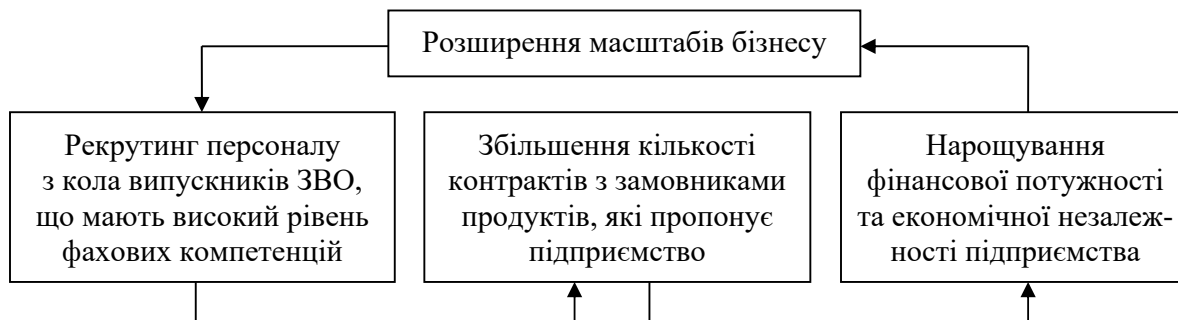 Розширення масштабів бізнесу
Рекрутинг персоналу
з кола випускників ЗВО,
що мають високий рівень
фахових компетенцій
Збільшення кількості
контрактів з замовниками
продуктів, які пропонує
підприємство
Нарощування
фінансової потужності
та економічної незалеж-
ності підприємства